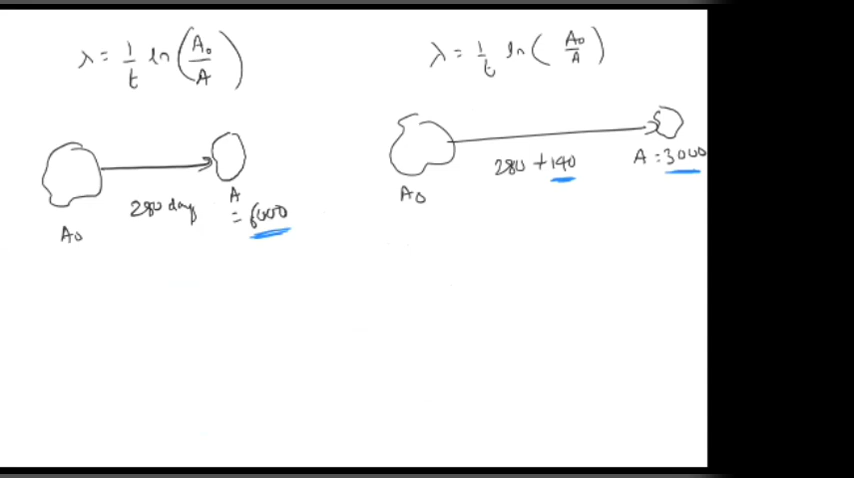 λ = 1/t ln(A₀/A)
280 day
A
= 6000
A₀
λ = 1/t ln(A₀/A)
280 + 140
A = 3000
A₀